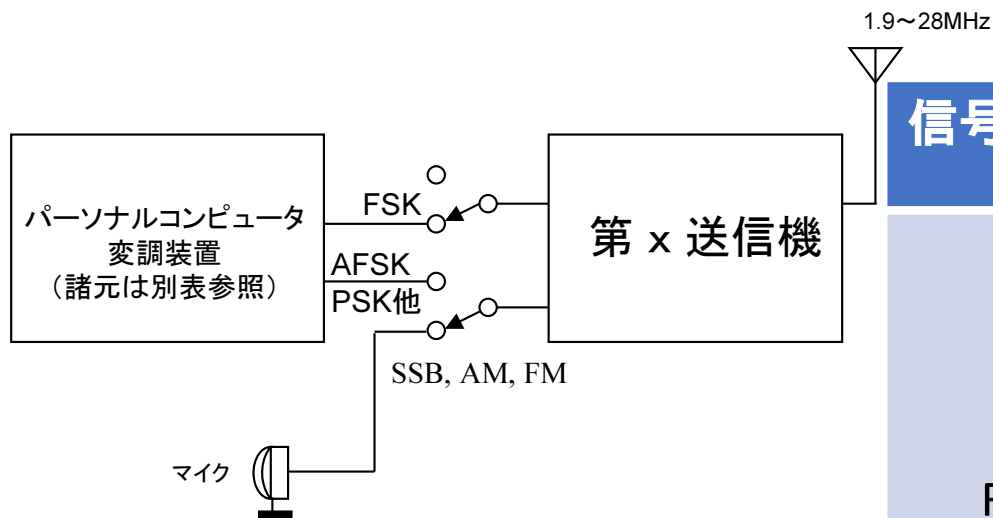 1.9～28MHz
信号
パーソナルコンピュータ
変調装置
（諸元は別表参照）
FSK
AFSK
PSK他
第 x 送信機
SSB, AM, FM
マイク